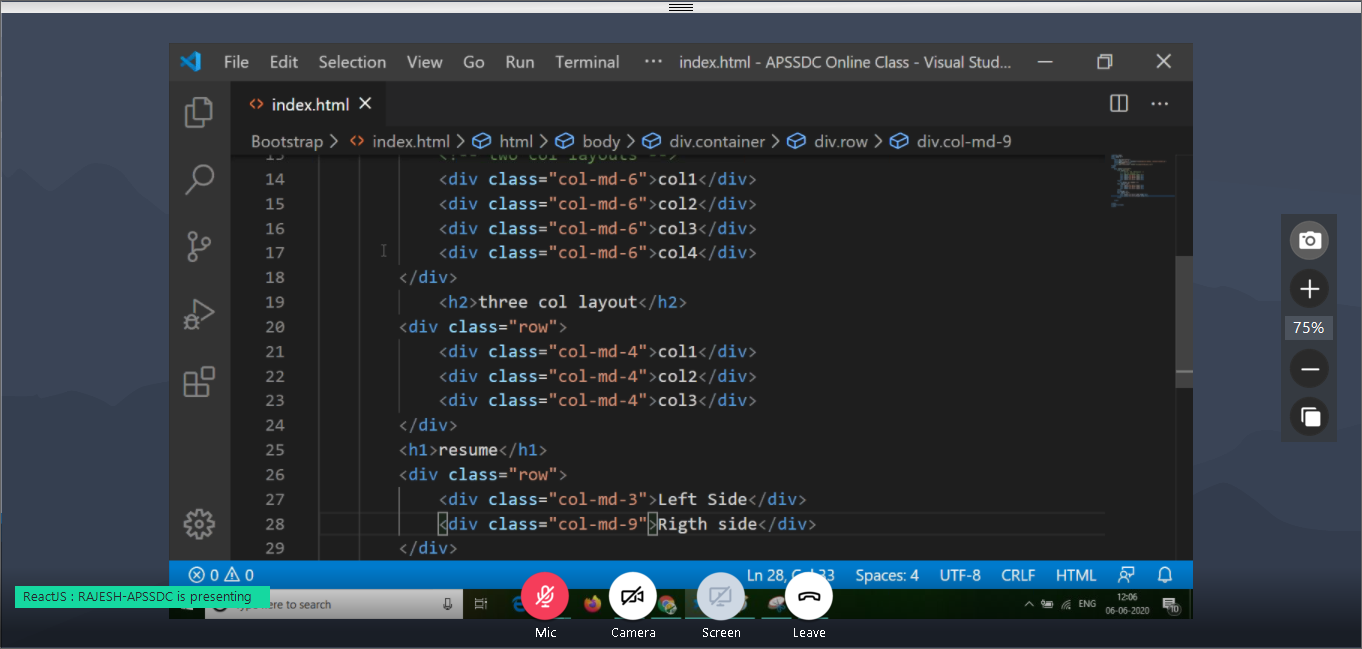 File Edit Selection View Go Run Terminal ··· index.html - APSSDC Online Class - Visual Stud...
<> index.html ×
Bootstrap > <> index.html > html > body > div.container > div.row > div.col-md-9
13 <!-- two col layouts -->
14 <div class="col-md-6">col1</div>
15 <div class="col-md-6">col2</div>
16 <div class="col-md-6">col3</div>
17 <div class="col-md-6">col4</div>
18 </div>
19 <h2>three col layout</h2>
20 <div class="row">
21 <div class="col-md-4">col1</div>
22 <div class="col-md-4">col2</div>
23 <div class="col-md-4">col3</div>
24 </div>
25 <h1>resume</h1>
26 <div class="row">
27 <div class="col-md-3">Left Side</div>
28 <div class="col-md-9">Rigth side</div>
29 </div>
75%
0 0 Ln 28, Spaces: 4 UTF-8 CRLF HTML
ReactJS : RAJESH-APSSDC is presenting
to search
ENG 12:06
06-06-2020
10
Mic Camera Screen Leave